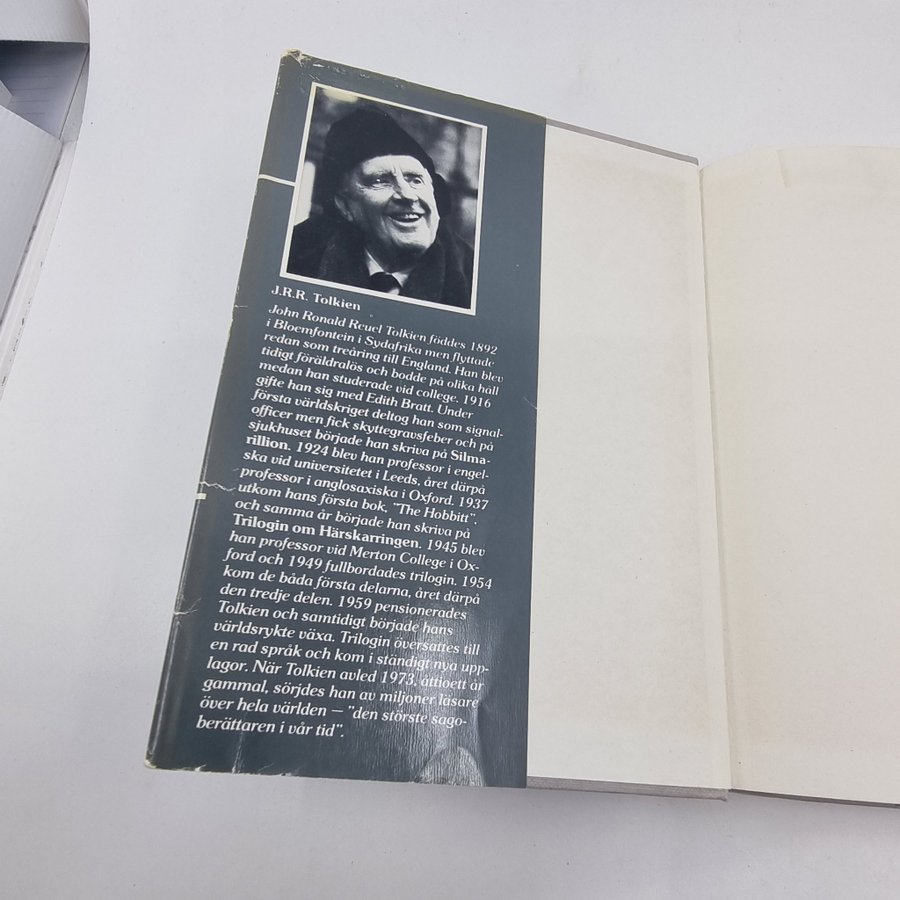 J.R.R. Tolkien
John Ronald Reuel Tolkien föddes 1892
i Bloemfontein i Sydafrika men flyttade
redan som treåring till England. Han blev
tidigt föräldralös och bodde på olika håll
medan han studerade vid college. 1916
gifte han sig med Edith Bratt. Under
första världskriget deltog han som signal-
officer men fick skyttegravsfeber och på
sjukhuset började han skriva på Silma-
rillion. 1924 blev han professor i engel-
ska vid universitetet i Leeds, året därpå
professor i anglosaxiska i Oxford. 1937
utkom hans första bok, "The Hobbitt",
och samma år började han skriva på
Trilogin om Härskarringen. 1945 blev
han professor vid Merton College i Ox-
ford och 1949 fullbordades trilogin. 1954
kom de båda första delarna, året därpå
den tredje delen. 1959 pensionerades
Tolkien och samtidigt började hans
världsrykte växa. Trilogin översattes till
en rad språk och kom i ständigt nya upp-
lagor. När Tolkien avled 1973, åttioett år
gammal, sörjdes han av miljoner läsare
över hela världen – "den störste sago-
berättaren i vår tid".